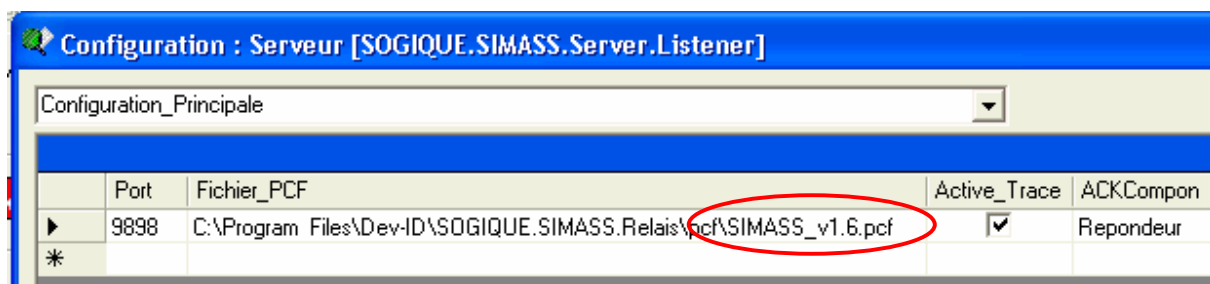 Configuration : Serveur [SOGIQUE.SIMASS.Server.Listener]
Configuration_Principale
Port Fichier_PCF Active_Trace ACKCompon
9898 C:\Program Files\Dev-ID\SOGIQUE.SIMASS.Relais\pcf\SIMASS_v1.6.pcf Repondeur